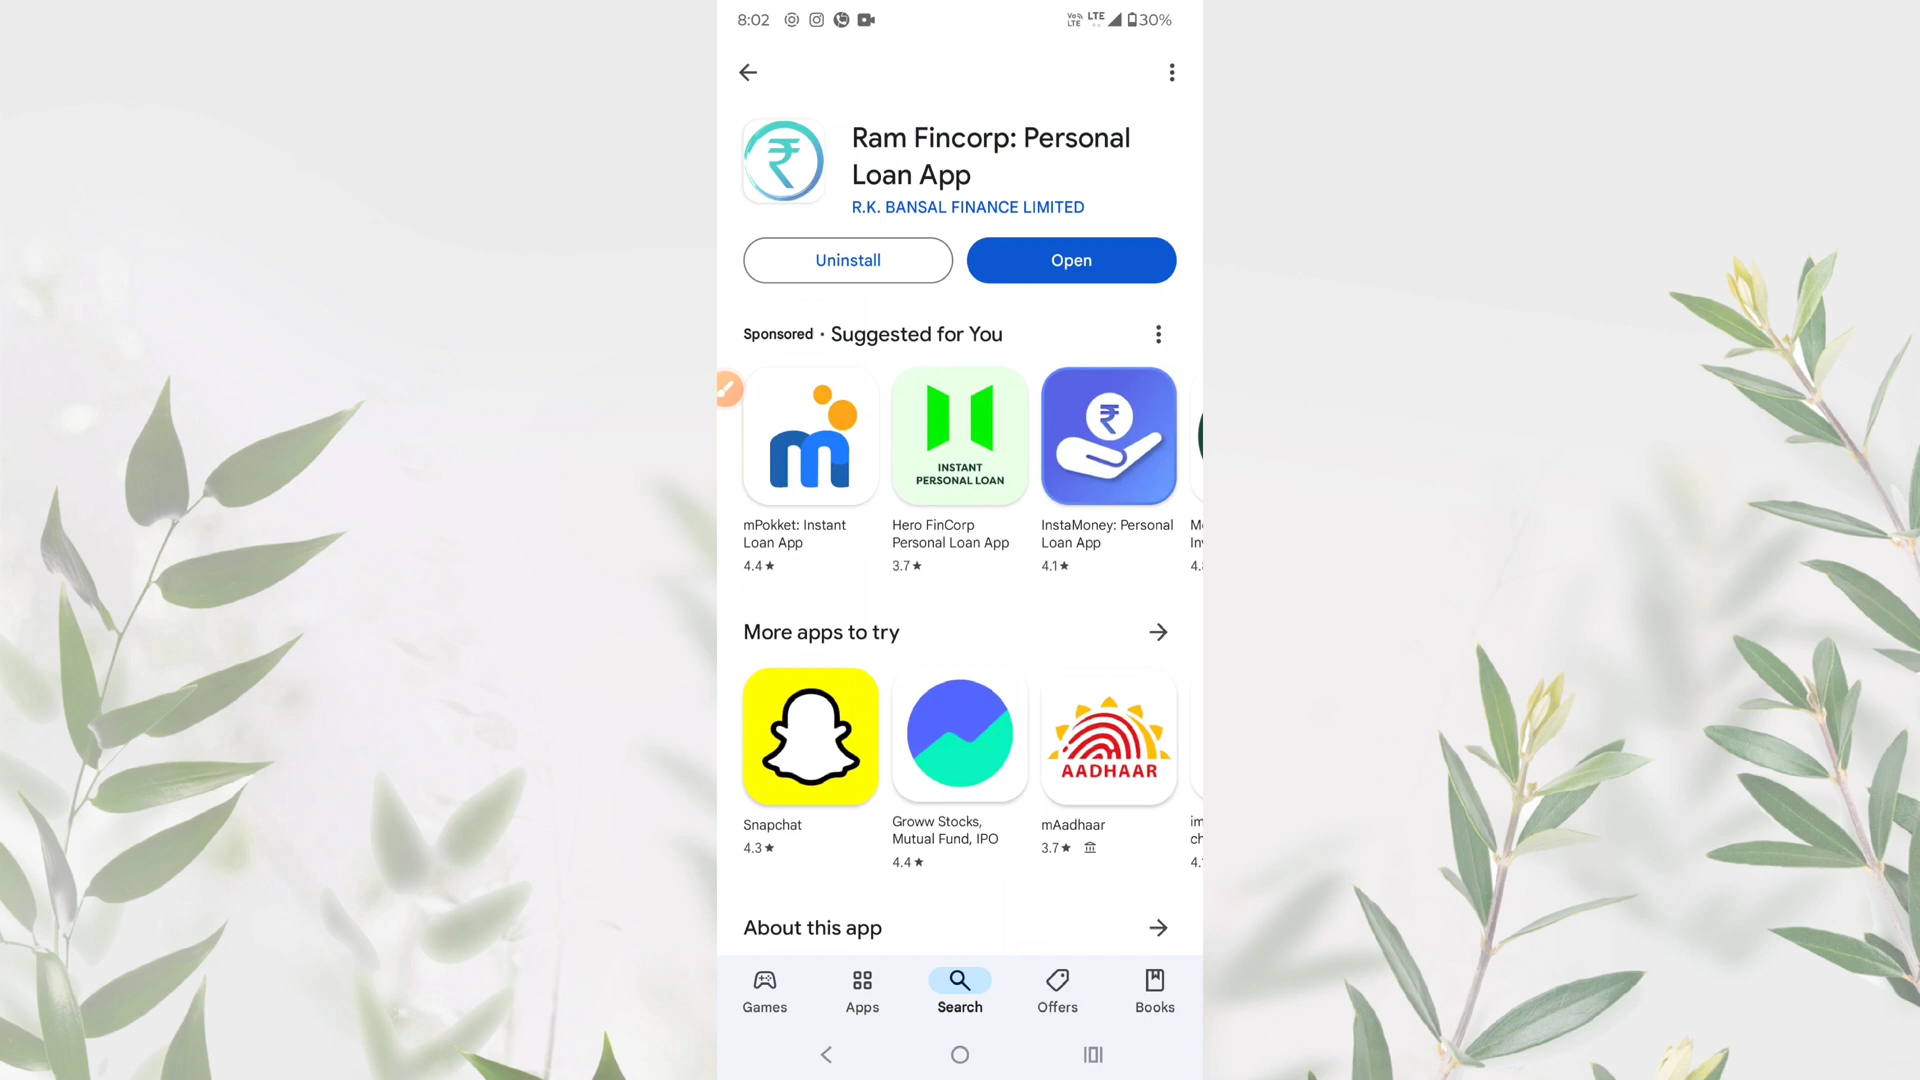 8:02
Vo LTE LTE 30%
Ram Fincorp: Personal
Loan App
R.K. BANSAL FINANCE LIMITED
Uninstall
Open
Sponsored · Suggested for You
m
INSTANT
PERSONAL LOAN
₹
mPokket: Instant
Loan App
4.4★
Hero FinCorp
Personal Loan App
3.7★
InstaMoney: Personal
Loan App
4.1★
More apps to try
AADHAAR
Snapchat
4.3★
Groww Stocks,
Mutual Fund, IPO
4.4★
mAadhaar
3.7★
About this app
Games
Apps
Search
Offers
Books